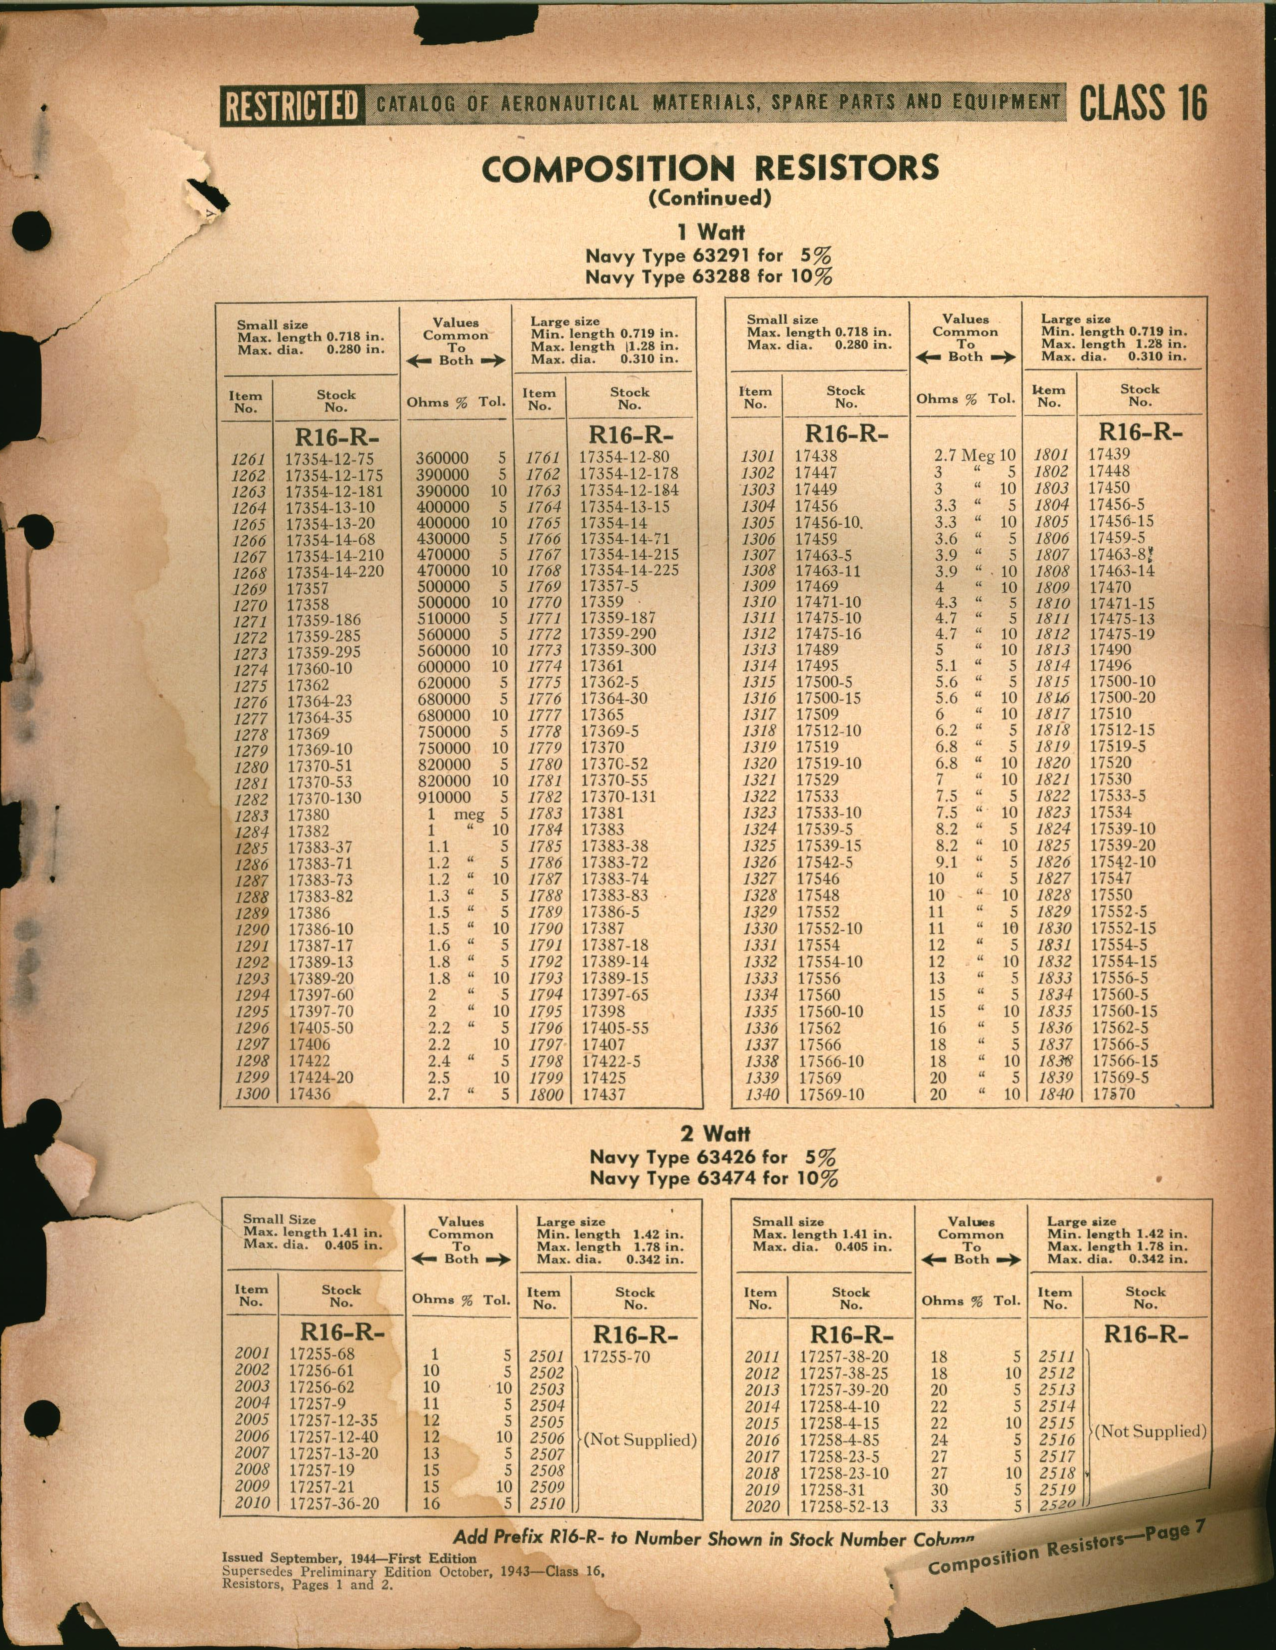 RESTRICTED CATALOG OF AERONAUTICAL MATERIALS, SPARE PARTS AND EQUIPMENT CLASS 16
COMPOSITION RESISTORS
(Continued)
1 Watt
Navy Type 63291 for 5%
Navy Type 63288 for 10%
Small size
Max. length 0.718 in.
Max. dia. 0.280 in.
Values
Common
To
← Both →
Large size
Min. length 0.719 in.
Max. length 1.28 in.
Max. dia. 0.310 in.
Item No. Stock No. Ohms % Tol. Item No. Stock No.
R16-R- R16-R-
1261 17354-12-75 360000 5 1761 17354-12-80
1262 17354-12-175 390000 5 1762 17354-12-178
1263 17354-12-181 390000 10 1763 17354-12-184
1264 17354-13-10 400000 5 1764 17354-13-15
1265 17354-13-20 400000 10 1765 17354-14
1266 17354-14-68 430000 5 1766 17354-14-71
1267 17354-14-210 470000 5 1767 17354-14-215
1268 17354-14-220 470000 10 1768 17354-14-225
1269 17357 500000 5 1769 17357-5
1270 17358 500000 10 1770 17359
1271 17359-186 510000 5 1771 17359-187
1272 17359-285 560000 5 1772 17359-290
1273 17359-295 560000 10 1773 17359-300
1274 17360-10 600000 10 1774 17361
1275 17362 620000 5 1775 17362-5
1276 17364-23 680000 5 1776 17364-30
1277 17364-35 680000 10 1777 17365
1278 17369 750000 5 1778 17369-5
1279 17369-10 750000 10 1779 17370
1280 17370-51 820000 5 1780 17370-52
1281 17370-53 820000 10 1781 17370-55
1282 17370-130 910000 5 1782 17370-131
1283 17380 1 meg 5 1783 17381
1284 17382 1 “ 10 1784 17383
1285 17383-37 1.1 5 1785 17383-38
1286 17383-71 1.2 “ 5 1786 17383-72
1287 17383-73 1.2 “ 10 1787 17383-74
1288 17383-82 1.3 “ 5 1788 17383-83
1289 17386 1.5 “ 5 1789 17386-5
1290 17386-10 1.5 “ 10 1790 17387
1291 17387-17 1.6 “ 5 1791 17387-18
1292 17389-13 1.8 “ 5 1792 17389-14
1293 17389-20 1.8 “ 10 1793 17389-15
1294 17397-60 2 “ 5 1794 17397-65
1295 17397-70 2 “ 10 1795 17398
1296 17405-50 2.2 “ 5 1796 17405-55
1297 17406 2.2 10 1797 17407
1298 17422 2.4 “ 5 1798 17422-5
1299 17424-20 2.5 10 1799 17425
1300 17436 2.7 “ 5 1800 17437
Small size
Max. length 0.718 in.
Max. dia. 0.280 in.
Values
Common
To
← Both →
Large size
Min. length 0.719 in.
Max. length 1.28 in.
Max. dia. 0.310 in.
Item No. Stock No. Ohms % Tol. Item No. Stock No.
R16-R- R16-R-
1301 17438 2.7 Meg 10 1801 17439
1302 17447 3 “ 5 1802 17448
1303 17449 3 “ 10 1803 17450
1304 17456 3.3 “ 5 1804 17456-5
1305 17456-10. 3.3 “ 10 1805 17456-15
1306 17459 3.6 “ 5 1806 17459-5
1307 17463-5 3.9 “ 5 1807 17463-8
1308 17463-11 3.9 “ 10 1808 17463-14
1309 17469 4 “ 10 1809 17470
1310 17471-10 4.3 “ 5 1810 17471-15
1311 17475-10 4.7 “ 5 1811 17475-13
1312 17475-16 4.7 “ 10 1812 17475-19
1313 17489 5 “ 10 1813 17490
1314 17495 5.1 “ 5 1814 17496
1315 17500-5 5.6 “ 5 1815 17500-10
1316 17500-15 5.6 “ 10 1816 17500-20
1317 17509 6 “ 10 1817 17510
1318 17512-10 6.2 “ 5 1818 17512-15
1319 17519 6.8 “ 5 1819 17519-5
1320 17519-10 6.8 “ 10 1820 17520
1321 17529 7 “ 10 1821 17530
1322 17533 7.5 “ 5 1822 17533-5
1323 17533-10 7.5 “ 10 1823 17534
1324 17539-5 8.2 “ 5 1824 17539-10
1325 17539-15 8.2 “ 10 1825 17539-20
1326 17542-5 9.1 “ 5 1826 17542-10
1327 17546 10 “ 5 1827 17547
1328 17548 10 “ 10 1828 17550
1329 17552 11 “ 5 1829 17552-5
1330 17552-10 11 “ 10 1830 17552-15
1331 17554 12 “ 5 1831 17554-5
1332 17554-10 12 “ 10 1832 17554-15
1333 17556 13 “ 5 1833 17556-5
1334 17560 15 “ 5 1834 17560-5
1335 17560-10 15 “ 10 1835 17560-15
1336 17562 16 “ 5 1836 17562-5
1337 17566 18 “ 5 1837 17566-5
1338 17566-10 18 “ 10 1838 17566-15
1339 17569 20 “ 5 1839 17569-5
1340 17569-10 20 “ 10 1840 17570
2 Watt
Navy Type 63426 for 5%
Navy Type 63474 for 10%
Small Size
Max. length 1.41 in.
Max. dia. 0.405 in.
Values
Common
To
← Both →
Large size
Min. length 1.42 in.
Max. length 1.78 in.
Max. dia. 0.342 in.
Item No. Stock No. Ohms % Tol. Item No. Stock No.
R16-R- R16-R-
2001 17255-68 1 5 2501 17255-70
2002 17256-61 10 5 2502
2003 17256-62 10 10 2503
2004 17257-9 11 5 2504
2005 17257-12-35 12 5 2505
2006 17257-12-40 12 10 2506 (Not Supplied)
2007 17257-13-20 13 5 2507
2008 17257-19 15 5 2508
2009 17257-21 15 10 2509
2010 17257-36-20 16 5 2510
Small size
Max. length 1.41 in.
Max. dia. 0.405 in.
Values
Common
To
← Both →
Large size
Min. length 1.42 in.
Max. length 1.78 in.
Max. dia. 0.342 in.
Item No. Stock No. Ohms % Tol. Item No. Stock No.
R16-R- R16-R-
2011 17257-38-20 18 5 2511
2012 17257-38-25 18 10 2512
2013 17257-39-20 20 5 2513
2014 17258-4-10 22 5 2514
2015 17258-4-15 22 10 2515
2016 17258-4-85 24 5 2516 (Not Supplied)
2017 17258-23-5 27 5 2517
2018 17258-23-10 27 10 2518
2019 17258-31 30 5 2519
2020 17258-52-13 33 5 2520
Add Prefix R16-R- to Number Shown in Stock Number Column
Issued September, 1944—First Edition
Supersedes Preliminary Edition October, 1943—Class 16,
Resistors, Pages 1 and 2.
Composition Resistors—Page 7